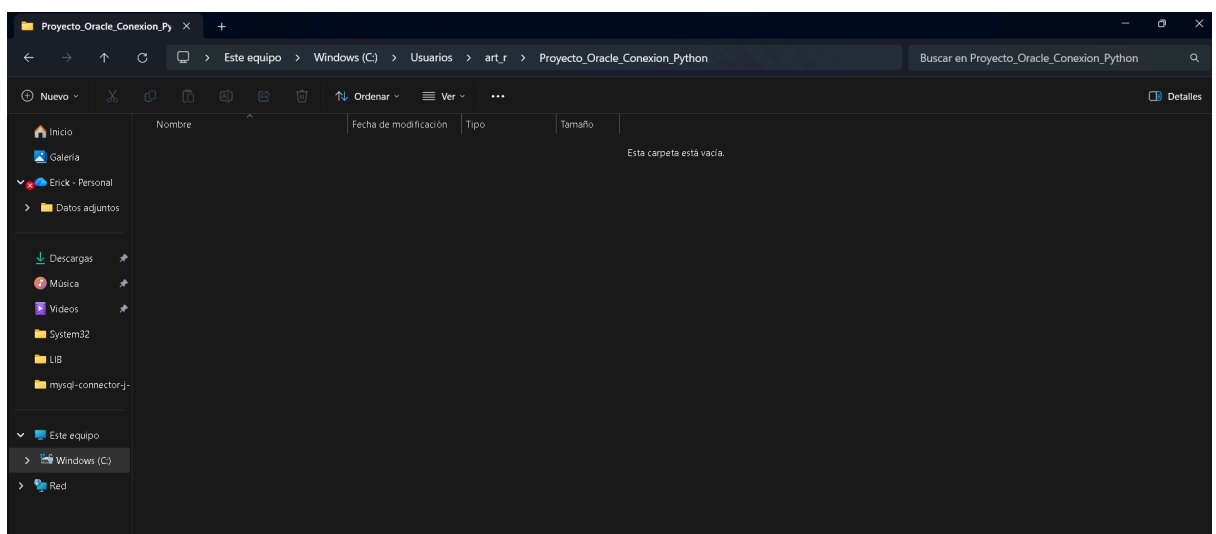 Proyecto_Oracle_Conexion_Py
Este equipo > Windows (C:) > Usuarios > art_r > Proyecto_Oracle_Conexion_Python
Buscar en Proyecto_Oracle_Conexion_Python
Nuevo
Ordenar
Ver
Detalles
Nombre
Fecha de modificación
Tipo
Tamaño
Esta carpeta está vacía.
Inicio
Galería
Erick - Personal
Datos adjuntos
Descargas
Música
Videos
System32
LIB
mysql-connector-j-
Este equipo
Windows (C:)
Red